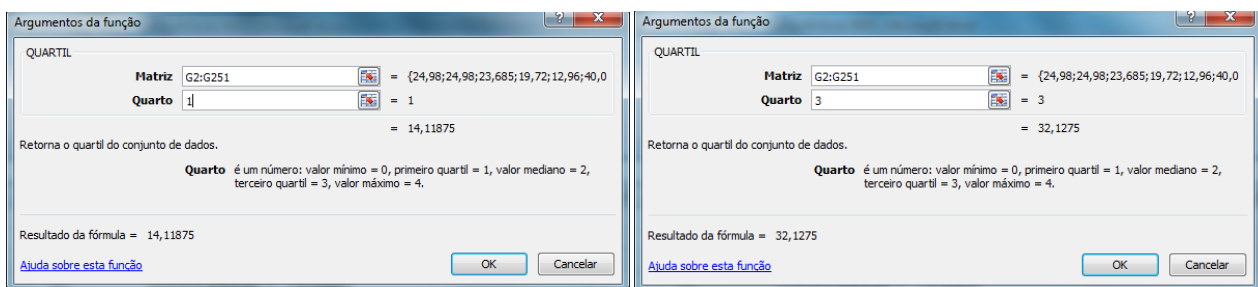 Argumentos da função
QUARTIL
Matriz G2:G251 = {24,98;24,98;23,685;19,72;12,96;40,0
Quarto 1 = 1
= 14,11875
Retorna o quartil do conjunto de dados.
Quarto é um número: valor mínimo = 0, primeiro quartil = 1, valor mediano = 2,
terceiro quartil = 3, valor máximo = 4.
Resultado da fórmula = 14,11875
Ajuda sobre esta função
OK
Cancelar
Argumentos da função
QUARTIL
Matriz G2:G251 = {24,98;24,98;23,685;19,72;12,96;40,0
Quarto 3 = 3
= 32,1275
Retorna o quartil do conjunto de dados.
Quarto é um número: valor mínimo = 0, primeiro quartil = 1, valor mediano = 2,
terceiro quartil = 3, valor máximo = 4.
Resultado da fórmula = 32,1275
Ajuda sobre esta função
OK
Cancelar